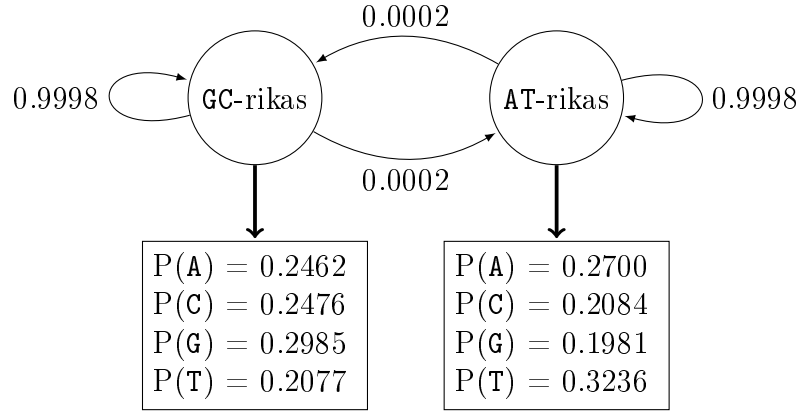 0.0002
0.9998
GC-rikas
AT-rikas
0.9998
0.0002
P(A) = 0.2462
P(C) = 0.2476
P(G) = 0.2985
P(T) = 0.2077
P(A) = 0.2700
P(C) = 0.2084
P(G) = 0.1981
P(T) = 0.3236